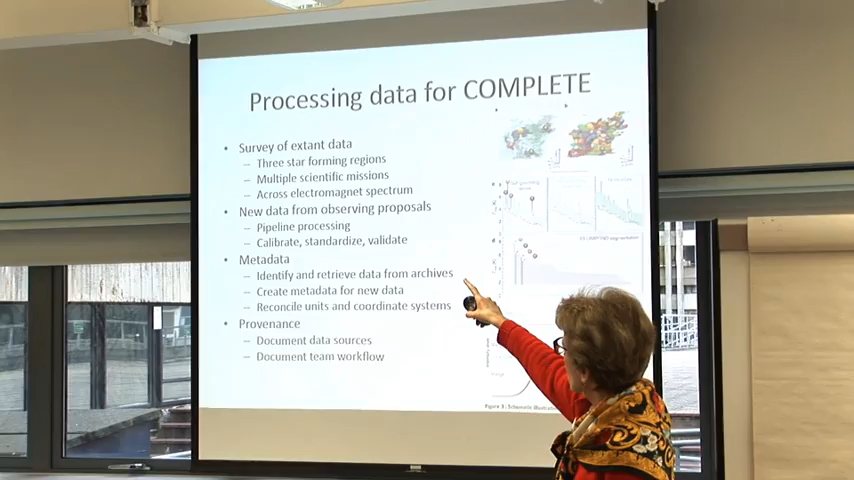 Processing data for COMPLETE
• Survey of extant data
– Three star forming regions
– Multiple scientific missions
– Across electromagnet spectrum
• New data from observing proposals
– Pipeline processing
– Calibrate, standardize, validate
• Metadata
– Identify and retrieve data from archives
– Create metadata for new data
– Reconcile units and coordinate systems
• Provenance
– Document data sources
– Document team workflow